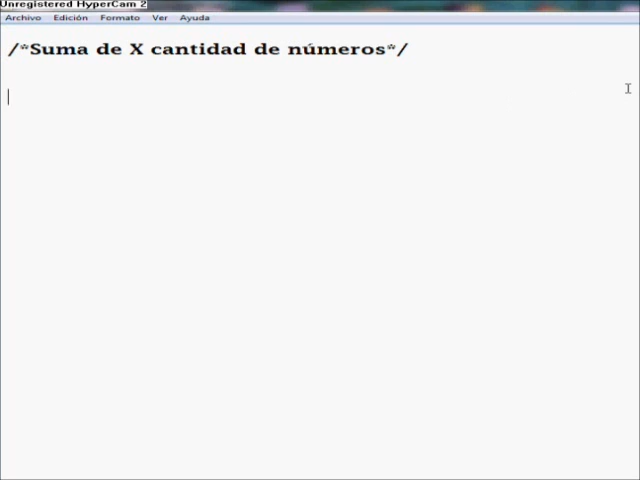 Unregistered HyperCam 2
Archivo Edición Formato Ver Ayuda
/*Suma de X cantidad de números*/